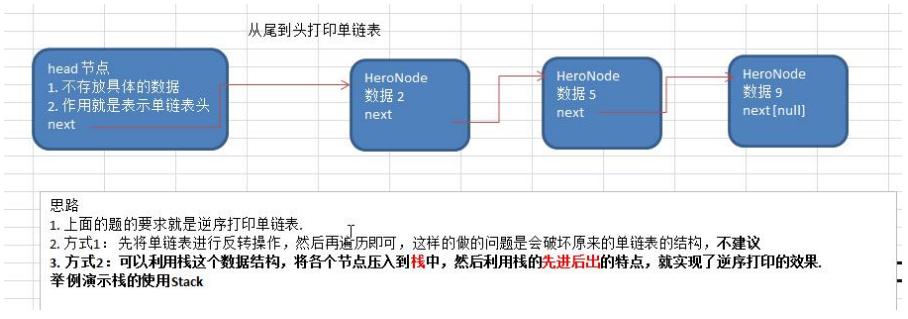 从尾到头打印单链表
head 节点
1. 不存放具体的数据
2. 作用就是表示单链表头
next
HeroNode
数据 2
next
HeroNode
数据 5
next
HeroNode
数据 9
next[null]
思路
1. 上面的题的要求就是逆序打印单链表.
2. 方式1： 先将单链表进行反转操作，然后再遍历即可，这样的做的问题是会破坏原来的单链表的结构，不建议
3. 方式2：可以利用栈这个数据结构，将各个节点压入到栈中，然后利用栈的先进后出的特点，就实现了逆序打印的效果.
举例演示栈的使用Stack